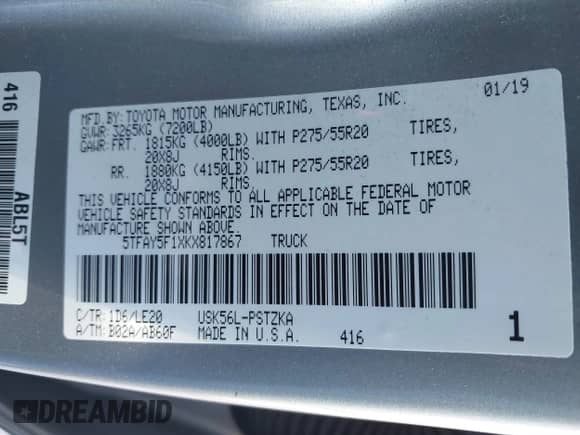 MFD.BY:TOYOTA MOTOR MANUFACTURING, TEXAS, INC. 01/19
GVWR:3265KG (7200LB)
GAWR:FRT. 1815KG (4000LB) WITH P275/55R20 TIRES,
20X8J RIMS.
RR. 1880KG (4150LB) WITH P275/55R20 TIRES,
20X8J RIMS.
THIS VEHICLE CONFORMS TO ALL APPLICABLE FEDERAL MOTOR
VEHICLE SAFETY STANDARDS IN EFFECT ON THE DATE OF
MANUFACTURE SHOWN ABOVE.
5TFAY5F1XKX817867 TRUCK
C/TR:1D6/LE20 USK56L-PSTZKA
A/TM:B02A/AB60F MADE IN U.S.A. 416
1
416
ABL5T
DREAMBID